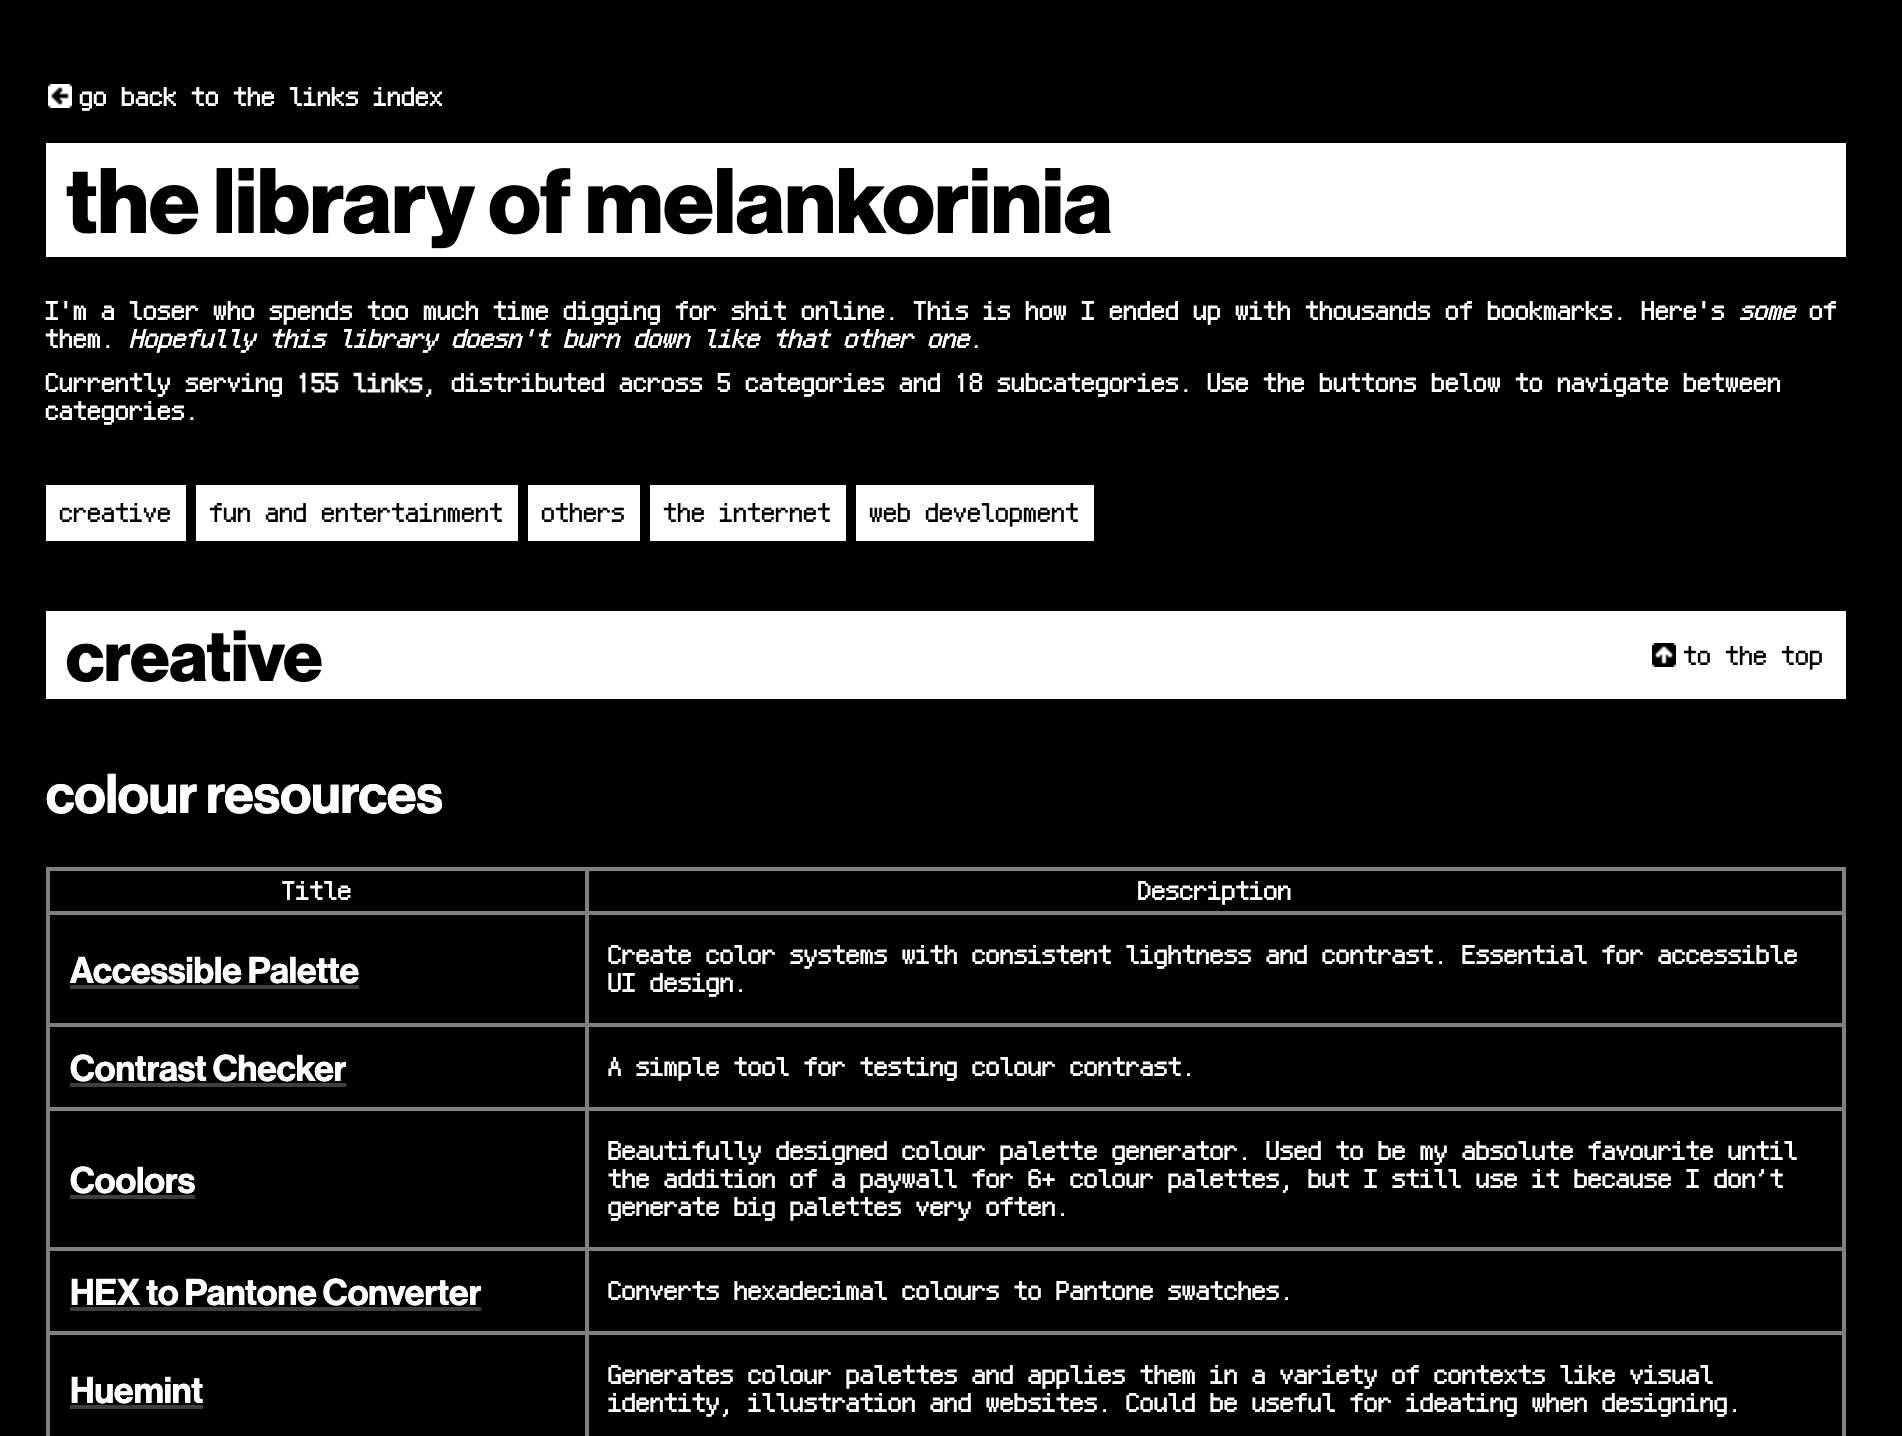 go back to the links index
the library of melankorinia
I'm a loser who spends too much time digging for shit online. This is how I ended up with thousands of bookmarks. Here's some of
them. Hopefully this library doesn't burn down like that other one.
Currently serving 155 links, distributed across 5 categories and 18 subcategories. Use the buttons below to navigate between
categories.
creative fun and entertainment others the internet web development
creative to the top
colour resources
Title Description
Accessible Palette
Create color systems with consistent lightness and contrast. Essential for accessible
UI design.
Contrast Checker
A simple tool for testing colour contrast.
Coolors
Beautifully designed colour palette generator. Used to be my absolute favourite until
the addition of a paywall for 6+ colour palettes, but I still use it because I don’t
generate big palettes very often.
HEX to Pantone Converter
Converts hexadecimal colours to Pantone swatches.
Huemint
Generates colour palettes and applies them in a variety of contexts like visual
identity, illustration and websites. Could be useful for ideating when designing.